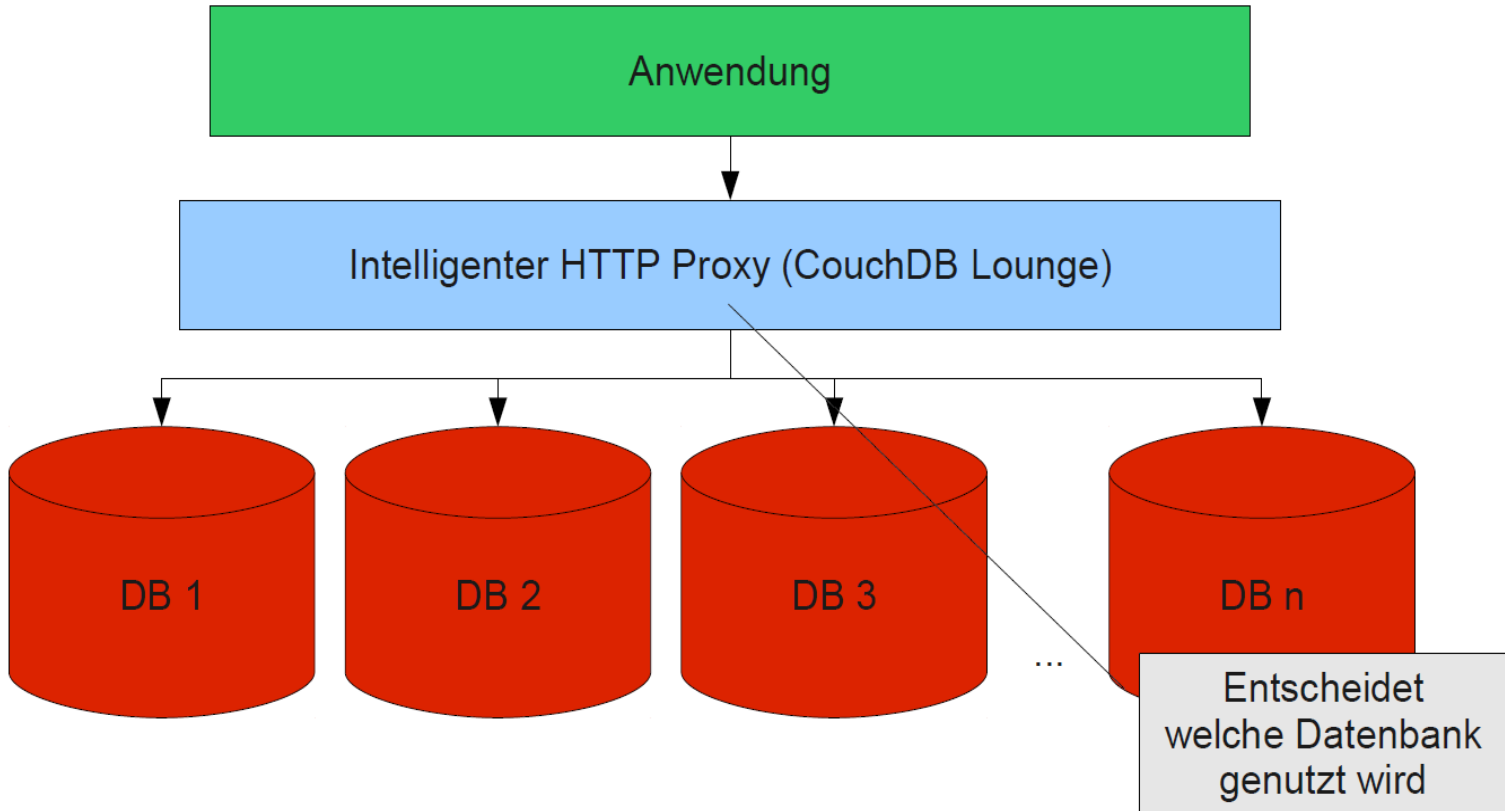 Anwendung
Intelligenter HTTP Proxy (CouchDB Lounge)
DB 1
DB 2
DB 3
...
DB n
Entscheidet
welche Datenbank
genutzt wird